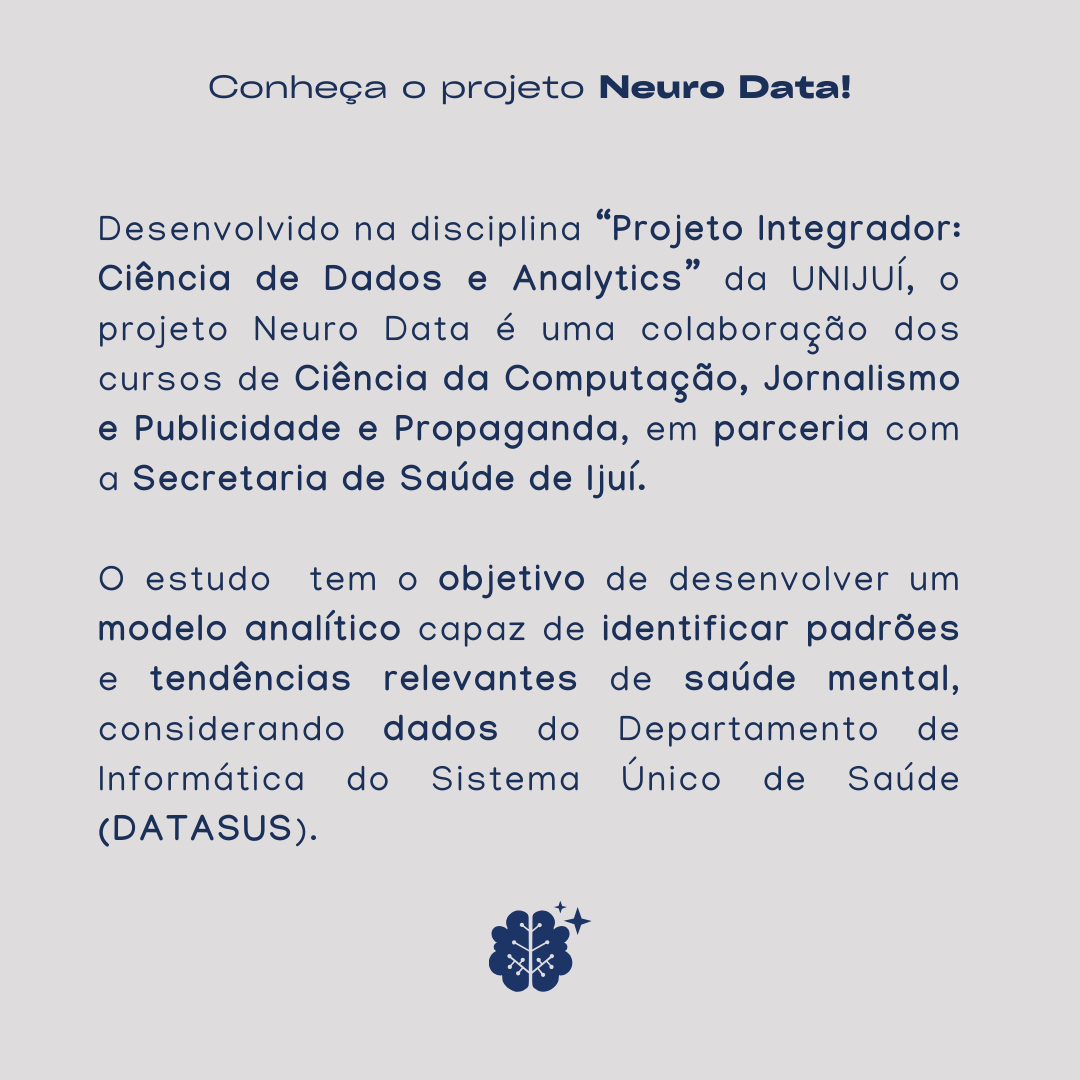 Conheça o projeto Neuro Data!
Desenvolvido na disciplina “Projeto Integrador:
Ciência de Dados e Analytics” da UNIJUÍ, o
projeto Neuro Data é uma colaboração dos
cursos de Ciência da Computação, Jornalismo
e Publicidade e Propaganda, em parceria com
a Secretaria de Saúde de Ijuí.
O estudo tem o objetivo de desenvolver um
modelo analítico capaz de identificar padrões
e tendências relevantes de saúde mental,
considerando dados do Departamento de
Informática do Sistema Único de Saúde
(DATASUS).